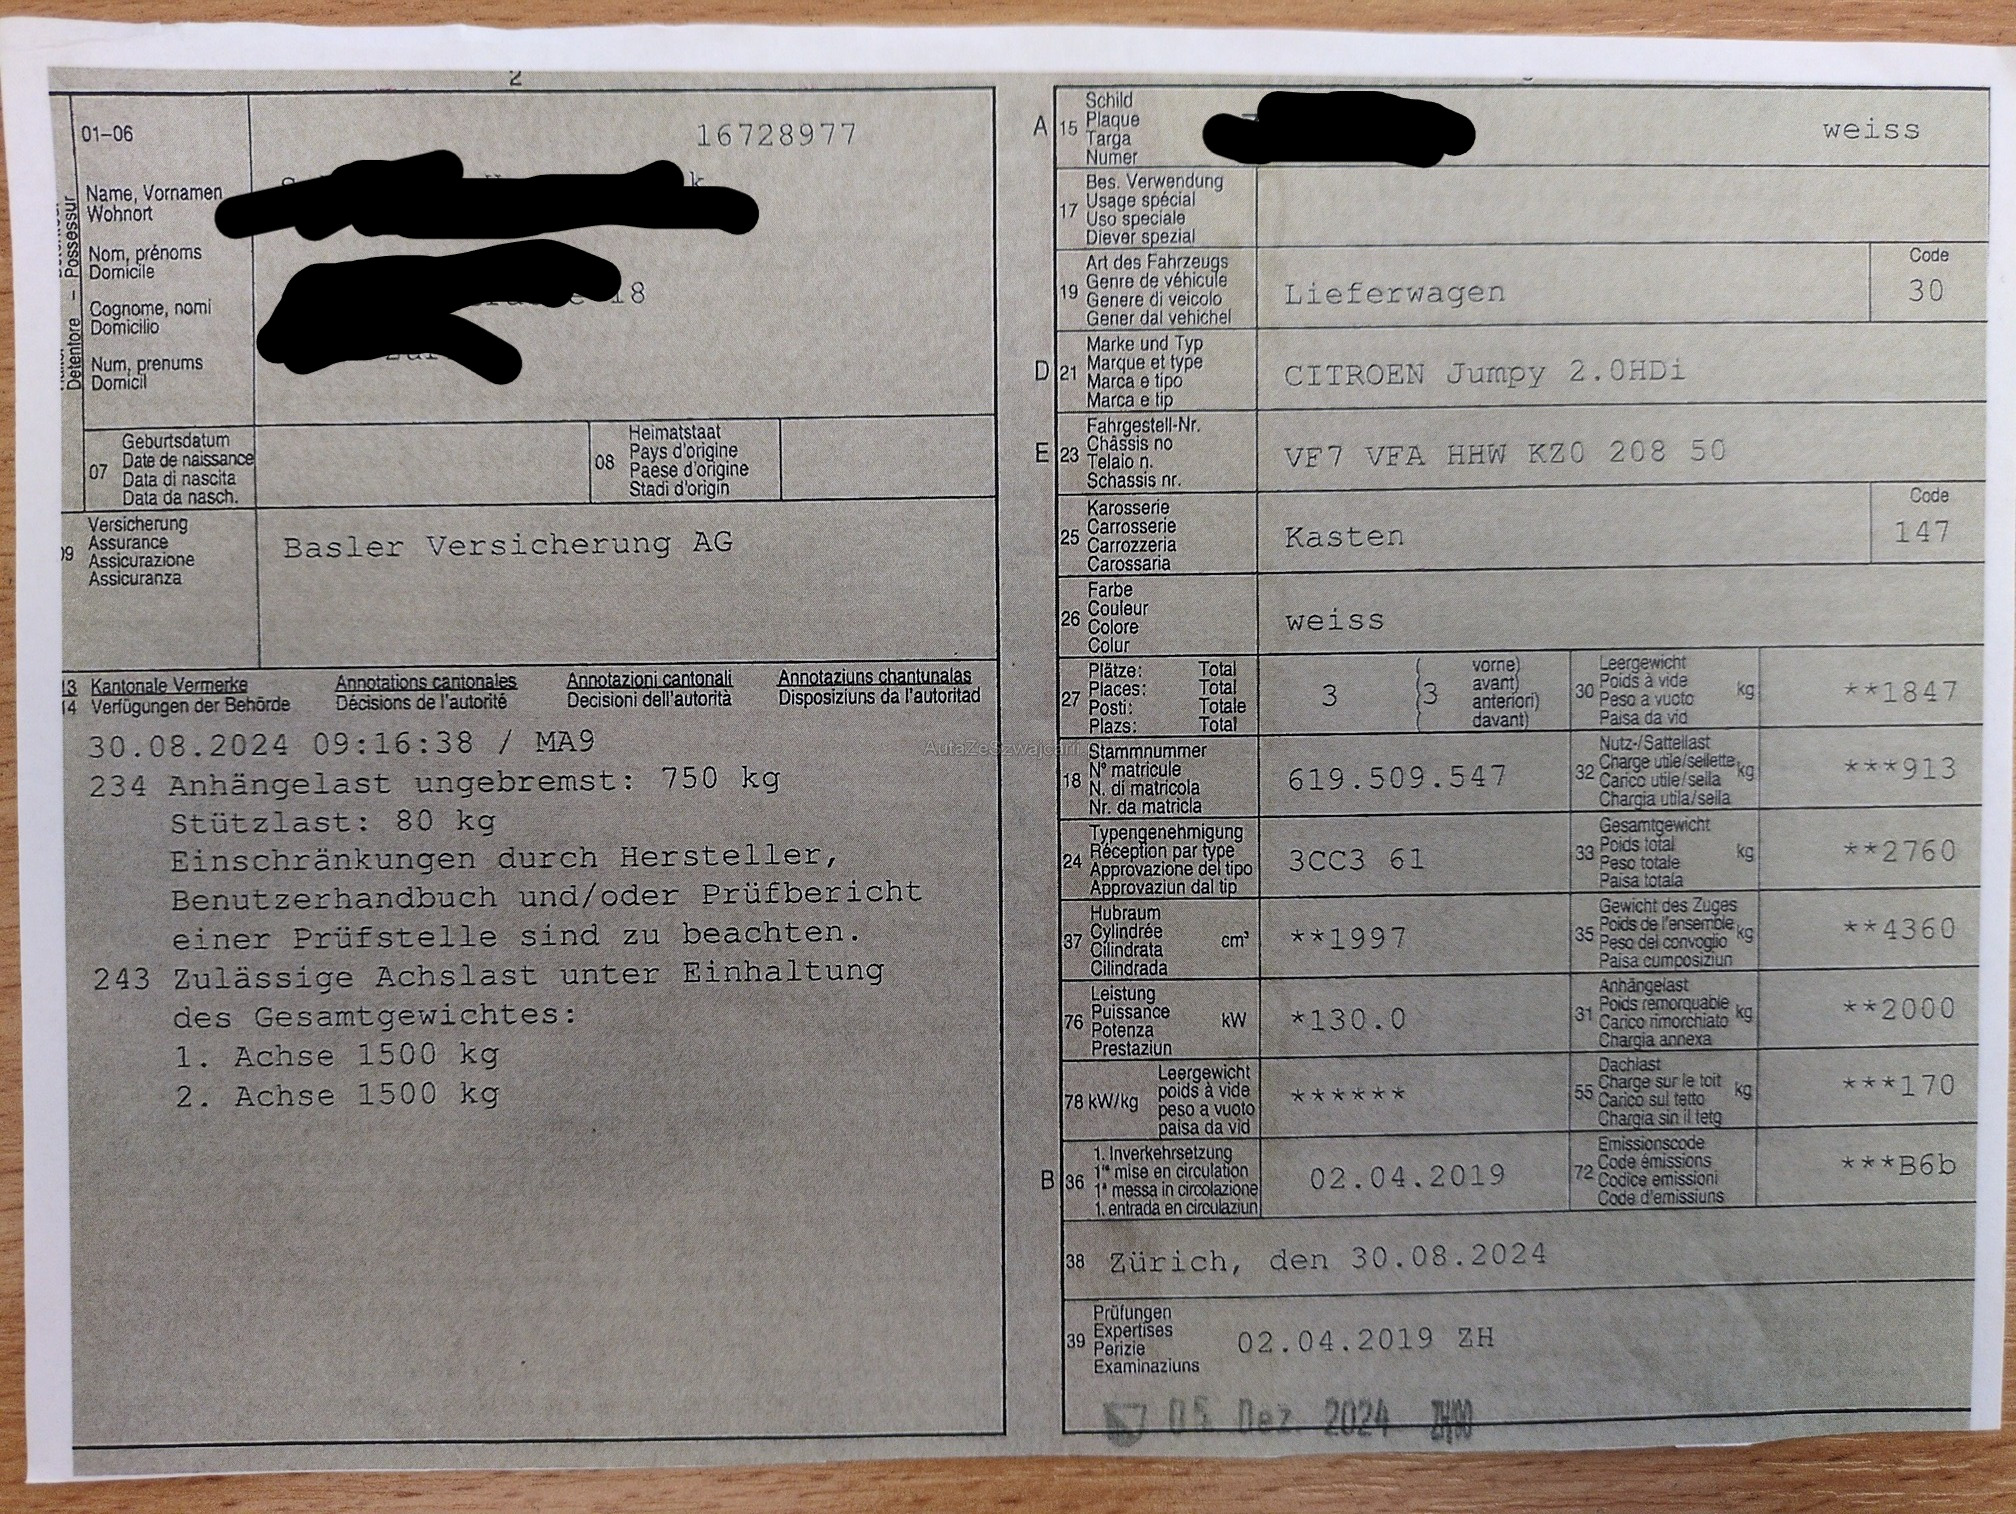 2
01-06
16728977
Name, Vornamen
Wohnort
Nom, prénoms
Domicile
18
Cognome, nomi
Domicilio
Num, prenums
Domicil
Detentore – Possessur
07
Geburtsdatum
Date de naissance
Data di nascita
Data da nasch.
08
Heimatstaat
Pays d'origine
Paese d'origine
Stadi d'origin
09
Versicherung
Assurance
Assicurazione
Assicuranza
Basler Versicherung AG
13 Kantonale Vermerke Annotations cantonales Annotazioni cantonali Annotaziuns chantunalas
14 Verfügungen der Behörde Décisions de l'autorité Decisioni dell'autorità Disposiziuns da l'autoritad
30.08.2024 09:16:38 / MA9
234 Anhängelast ungebremst: 750 kg
Stützlast: 80 kg
Einschränkungen durch Hersteller,
Benutzerhandbuch und/oder Prüfbericht
einer Prüfstelle sind zu beachten.
243 Zulässige Achslast unter Einhaltung
des Gesamtgewichtes:
1. Achse 1500 kg
2. Achse 1500 kg
AutaZeSzwajcarii
A 15
Schild
Plaque
Targa
Numer
weiss
17
Bes. Verwendung
Usage spécial
Uso speciale
Diever spezial
19
Art des Fahrzeugs
Genre de véhicule
Genere di veicolo
Gener dal vehichel
Lieferwagen
Code
30
D 21
Marke und Typ
Marque et type
Marca e tipo
Marca e tip
CITROEN Jumpy 2.0HDi
E 23
Fahrgestell-Nr.
Châssis no
Telaio n.
Schassis nr.
VF7 VFA HHW KZ0 208 50
25
Karosserie
Carrosserie
Carrozzeria
Carossaria
Kasten
Code
147
26
Farbe
Couleur
Colore
Colur
weiss
27
Plätze: Total
Places: Total
Posti: Totale
Plazs: Total
3
(3
vorne)
avant)
anteriori)
davant)
30
Leergewicht
Poids à vide
Peso a vuoto
Paisa da vid
kg
**1847
18
Stammnummer
N° matricule
N. di matricola
Nr. da matricla
619.509.547
32
Nutz-/Sattellast
Charge utile/sellette
Carico utile/sella
Chargia utila/sella
kg
***913
24
Typengenehmigung
Réception par type
Approvazione del tipo
Approvaziun dal tip
3CC3 61
33
Gesamtgewicht
Poids total
Peso totale
Paisa totala
kg
**2760
37
Hubraum
Cylindrée
Cilindrata
Cilindrada
cm³
**1997
35
Gewicht des Zuges
Poids de l'ensemble
Peso del convoglio
Paisa cumposiziun
kg
**4360
76
Leistung
Puissance
Potenza
Prestaziun
kW
*130.0
31
Anhängelast
Poids remorquable
Carico rimorchiato
Chargia annexa
kg
**2000
78 kW/kg
Leergewicht
poids à vide
peso a vuoto
paisa da vid
******
55
Dachlast
Charge sur le toit
Carico sul tetto
Chargia sin il tetg
kg
***170
B 36
1. Inverkehrsetzung
1re mise en circulation
1a messa in circolazione
1. entrada en circulaziun
02.04.2019
72
Emissionscode
Code émissions
Codice emissioni
Code d'emissiuns
***B6b
38 Zürich, den 30.08.2024
39
Prüfungen
Expertises
Perizie
Examinaziuns
02.04.2019 ZH
05. Dez. 2024